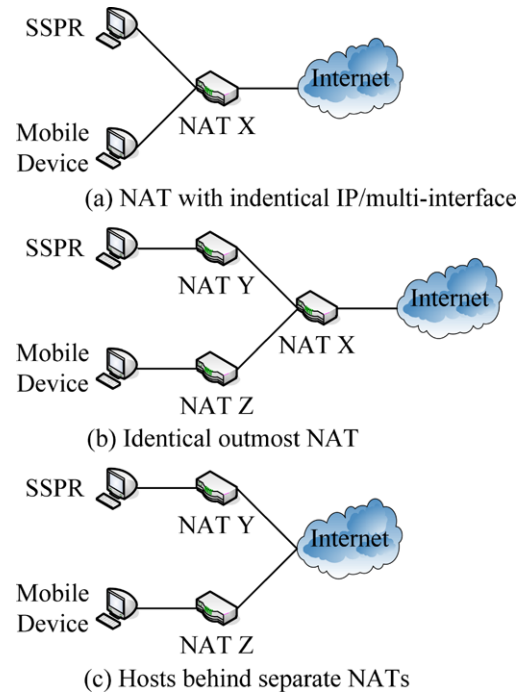 SSPR
Internet
NAT X
Mobile
Device
(a) NAT with indentical IP/multi-interface
SSPR
NAT Y
Internet
NAT X
Mobile
Device
NAT Z
(b) Identical outmost NAT
SSPR
NAT Y
Internet
Mobile
Device
NAT Z
(c) Hosts behind separate NATs